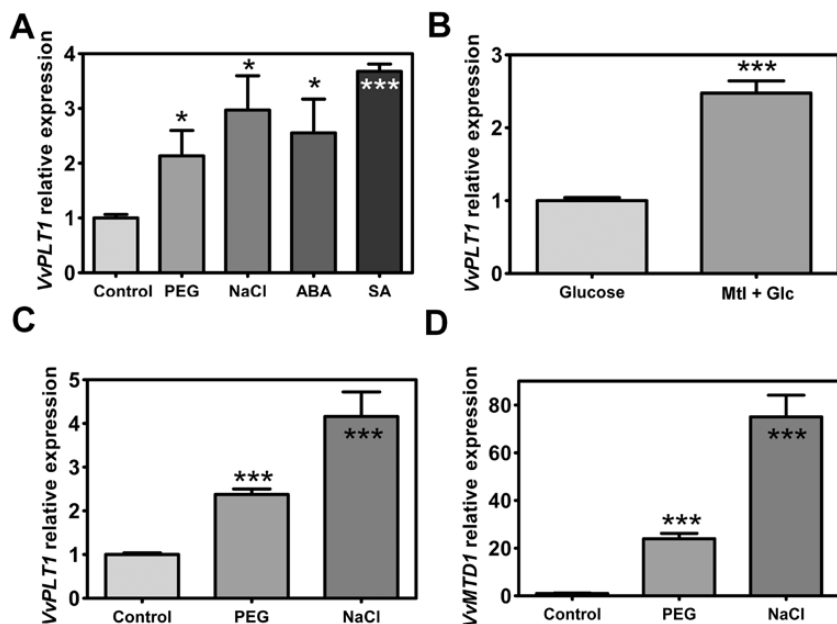 A
VvPLT1 relative expression
4
3
2
1
0
*
*
*
***
Control PEG NaCl ABA SA
B
VvPLT1 relative expression
3
2
1
0
***
Glucose Mtl + Glc
C
VvPLT1 relative expression
5
4
3
2
1
0
***
***
Control PEG NaCl
D
VvMTD1 relative expression
80
60
40
20
0
***
***
Control PEG NaCl